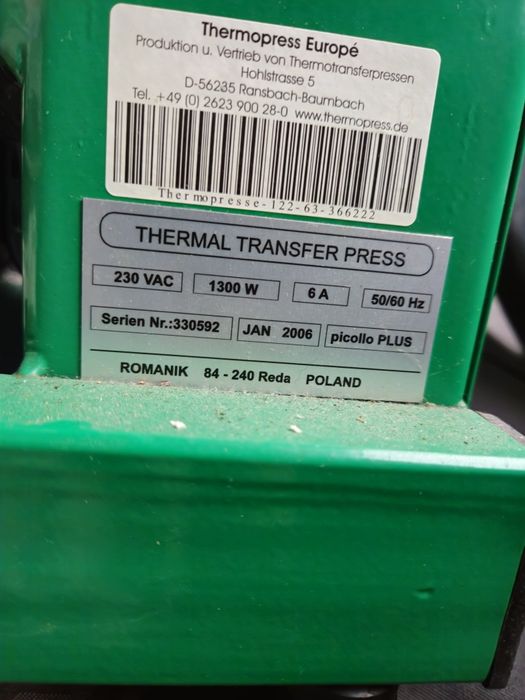 Thermopress Europé
Produktion u. Vertrieb von Thermotransferpressen
Hohlstrasse 5
D-56235 Ransbach-Baumbach
Tel. +49 (0) 2623 900 28-0 www.thermopress.de
Thermopresse-122-63-366222
THERMAL TRANSFER PRESS
230 VAC 1300 W 6 A 50/60 Hz
Serien Nr.:330592 JAN 2006 picollo PLUS
ROMANIK 84 - 240 Reda POLAND